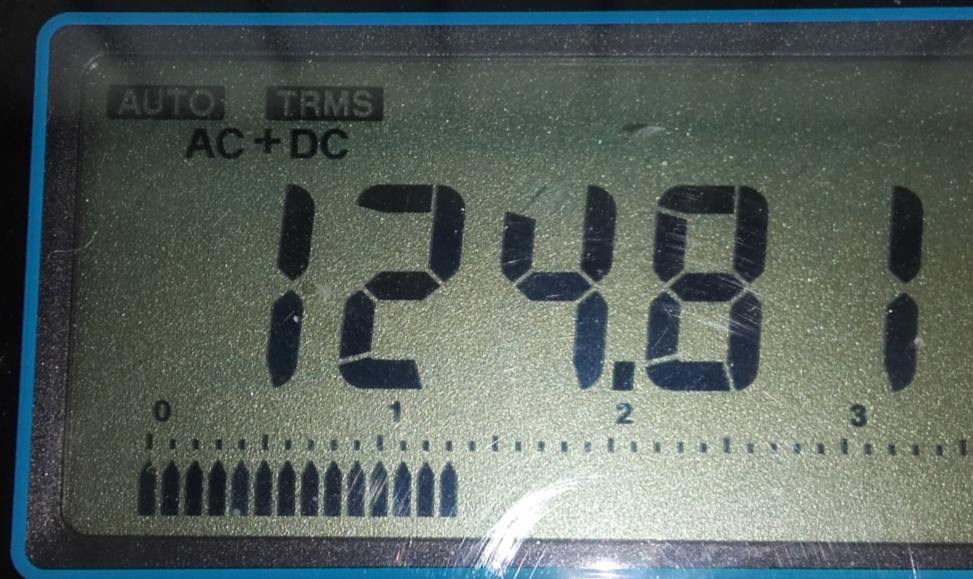 AUTO TRMS
AC+DC
124.81
0 1 2 3